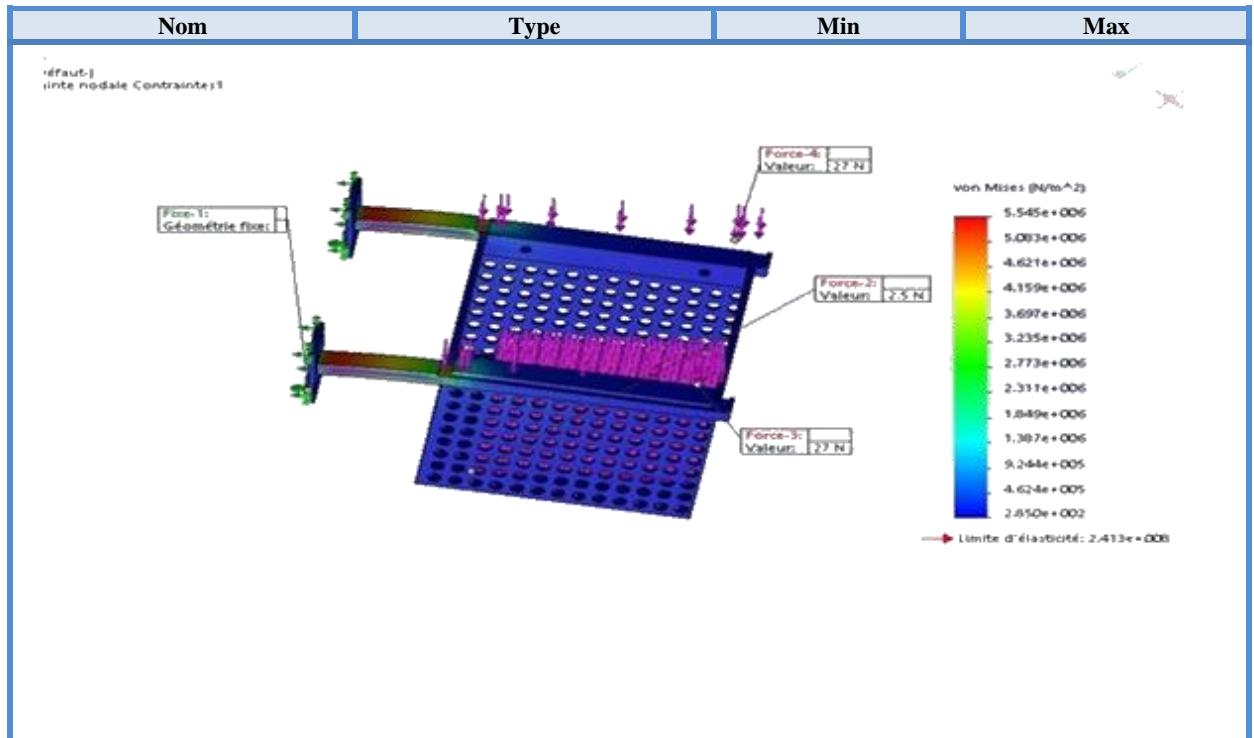 Nom Type Min Max
éfaut-)
inte nodale Contraintes1
Force-4:
Valeur: 27 N
Fixe-1:
Géométrie fixe:
von Mises (N/m^2)
5.545e+006
5.083e+006
4.621e+006
4.159e+006
3.697e+006
3.235e+006
2.773e+006
2.311e+006
1.849e+006
1.387e+006
9.244e+005
4.624e+005
2.850e+002
Force-2:
Valeur: 2.5 N
Force-3:
Valeur: 27 N
Limite d'élasticité: 2.413e+008